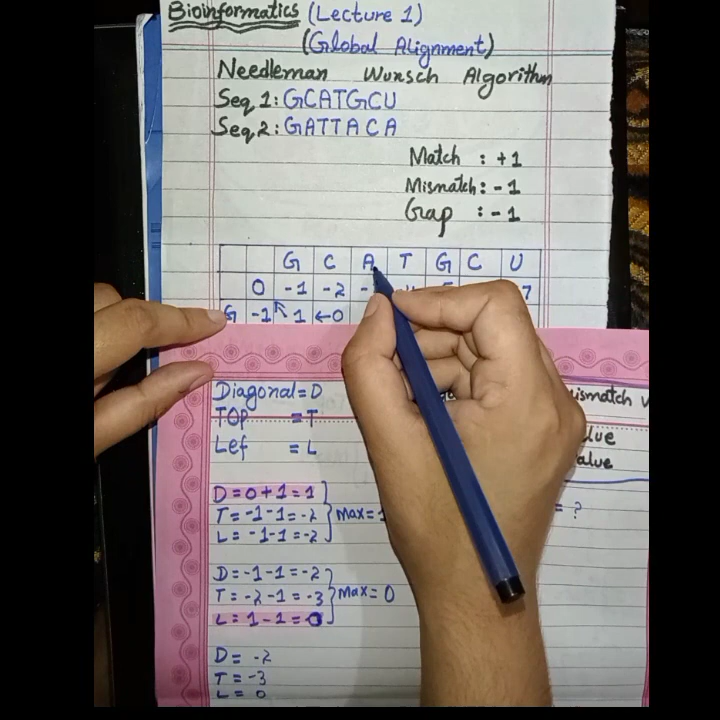 Bioinformatics (Lecture 1)
(Global Alignment)
Needleman Wunsch Algorithm
Seq 1: GCATGCU
Seq 2: GATTACA
Match : +1
Mismatch : -1
Gap : -1
G C A T G C U
0 -1 -2 7
G -1 ↖ 1 ←0
Diagonal = D
TOP = T
Lef = L
ismatch
D = 0 + 1 = 1
T = -1 - 1 = -2
L = -1 - 1 = -2
Max = 1
= ?
D = -1 - 1 = -2
T = -2 - 1 = -3
L = 1 - 1 = 0
Max = 0
D = -2
T = -3
L = 0